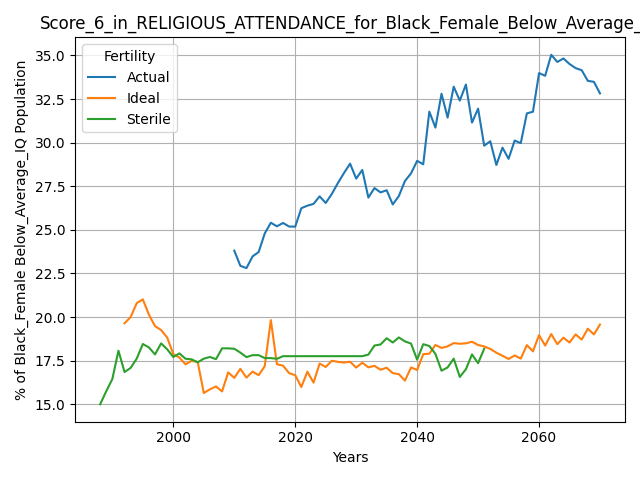 Score_6_in_RELIGIOUS_ATTENDANCE_for_Black_Female_Below_Average_
Fertility
Actual
Ideal
Sterile
% of Black_Female Below_Average_IQ Population
35.0
32.5
30.0
27.5
25.0
22.5
20.0
17.5
15.0
2000
2020
2040
2060
Years